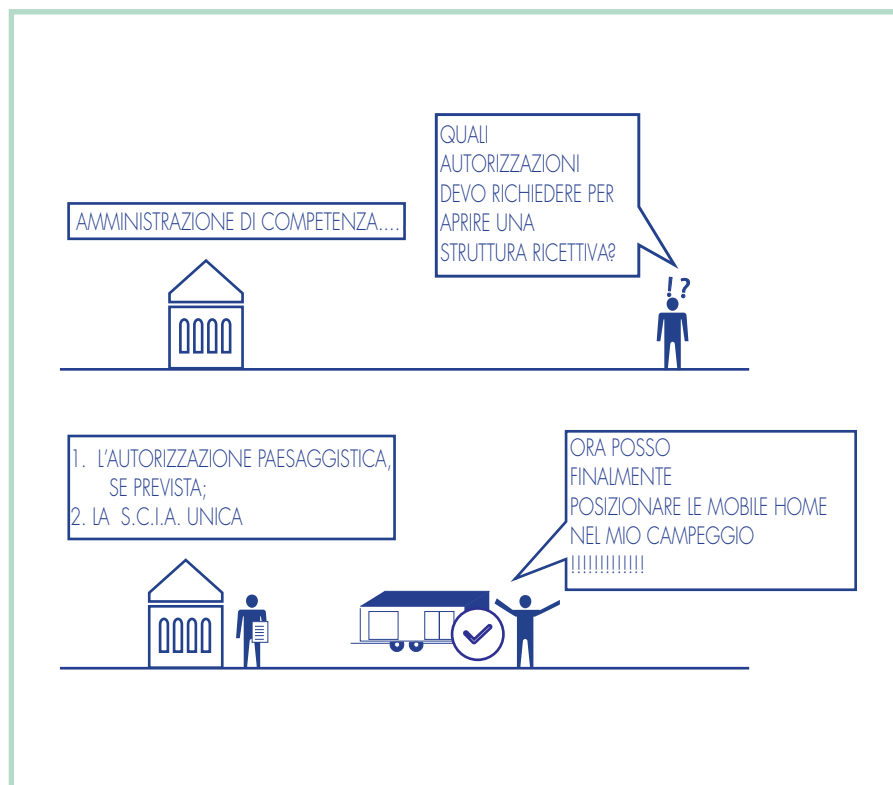 QUALI
AUTORIZZAZIONI
DEVO RICHIEDERE PER
APRIRE UNA
STRUTTURA RICETTIVA?
AMMINISTRAZIONE DI COMPETENZA....
!?
1. L'AUTORIZZAZIONE PAESAGGISTICA,
SE PREVISTA;
2. LA S.C.I.A. UNICA
ORA POSSO
FINALMENTE
POSIZIONARE LE MOBILE HOME
NEL MIO CAMPEGGIO
!!!!!!!!!!!!!